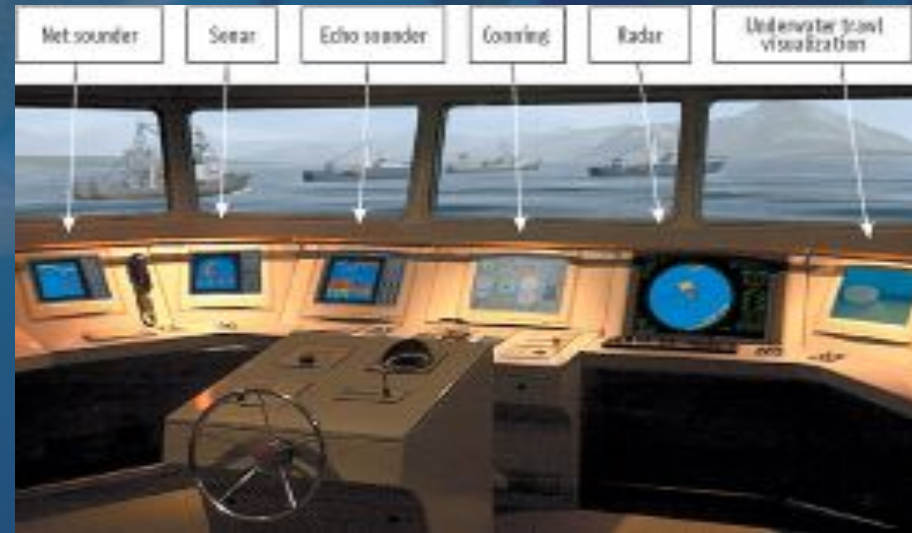 Net sounder
Sonar
Echo sounder
Conning
Radar
Underwater trawl
visualization